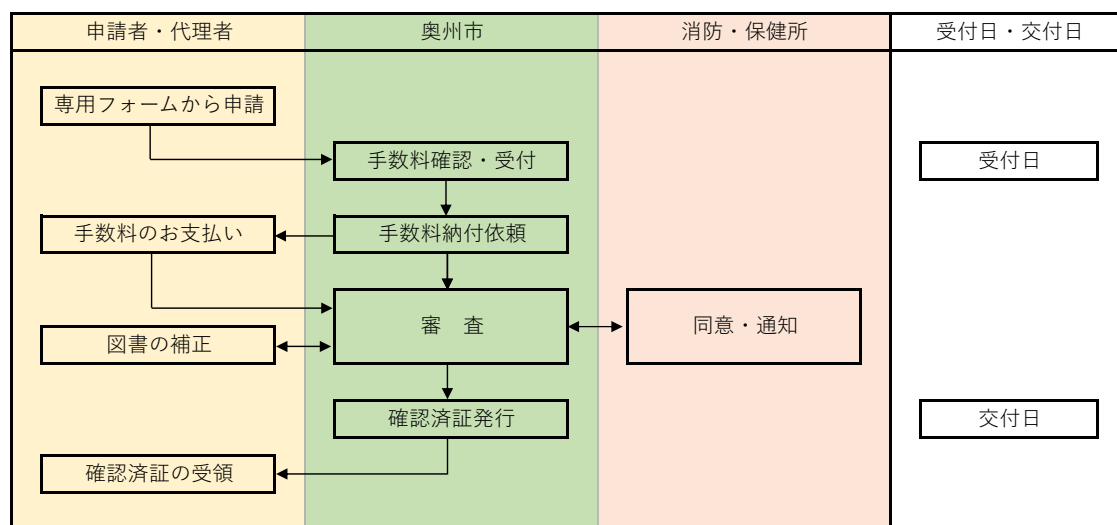 申請者・代理者
奥州市
消防・保健所
受付日・交付日
専用フォームから申請
手数料確認・受付
受付日
手数料のお支払い
手数料納付依頼
審　査
同意・通知
図書の補正
確認済証発行
交付日
確認済証の受領